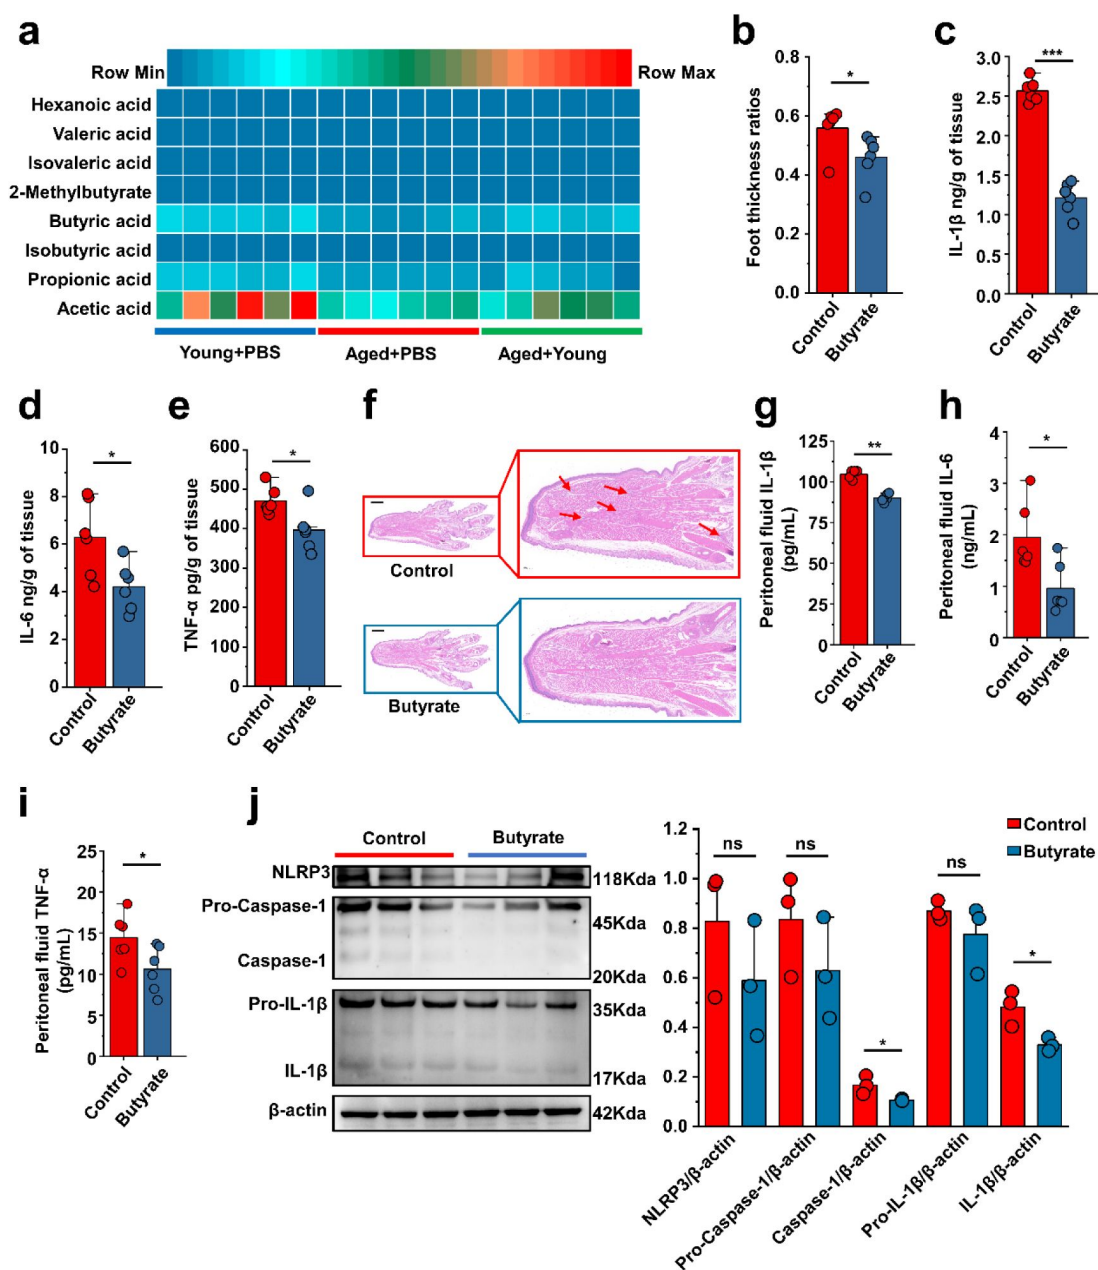 a
Row Min
Row Max
Hexanoic acid
Valeric acid
Isovaleric acid
2-Methylbutyrate
Butyric acid
Isobutyric acid
Propionic acid
Acetic acid
Young+PBS
Aged+PBS
Aged+Young
b
Foot thickness ratios
0.8
0.6
0.4
0.2
0.0
*
Control
Butyrate
c
IL-1β ng/g of tissue
3.0
2.5
2.0
1.5
1.0
0.5
0.0
***
Control
Butyrate
d
IL-6 ng/g of tissue
10
8
6
4
2
0
*
Control
Butyrate
e
TNF-α pg/g of tissue
600
500
400
300
200
100
0
*
Control
Butyrate
f
Control
Butyrate
g
Peritoneal fluid IL-1β
(pg/mL)
125
100
75
50
25
0
**
Control
Butyrate
h
Peritoneal fluid IL-6
(ng/mL)
4
3
2
1
0
*
Control
Butyrate
i
Peritoneal fluid TNF-α
(pg/mL)
25
20
15
10
5
0
*
Control
Butyrate
j
Control
Butyrate
NLRP3
118Kda
Pro-Caspase-1
45Kda
Caspase-1
20Kda
Pro-IL-1β
35Kda
IL-1β
17Kda
β-actin
42Kda
Control
Butyrate
1.2
1.0
0.8
0.6
0.4
0.2
0.0
ns
ns
*
ns
*
NLRP3/β-actin
Pro-Caspase-1/β-actin
Caspase-1/β-actin
Pro-IL-1β/β-actin
IL-1β/β-actin